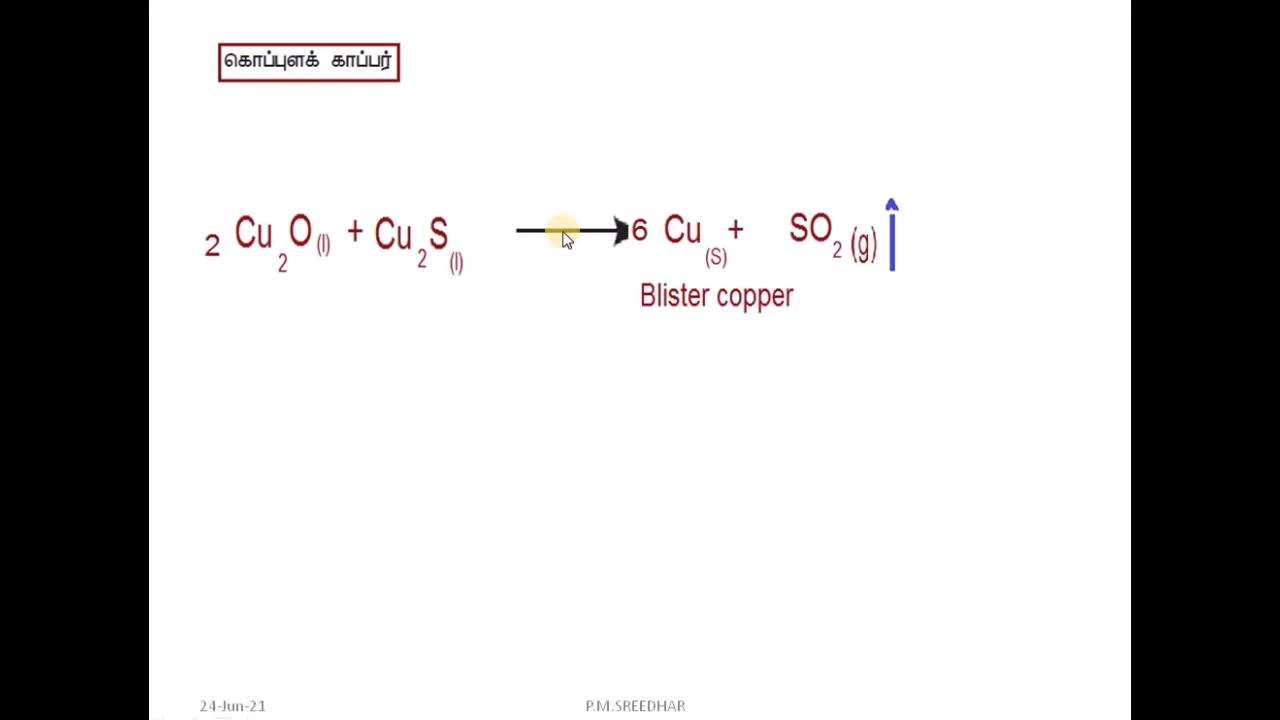 கொப்புளக் காப்பர்
2 Cu2O(l) + Cu2S(l) → 6 Cu(S) + SO2(g) ↑
Blister copper
24-Jun-21 P.M.SREEDHAR